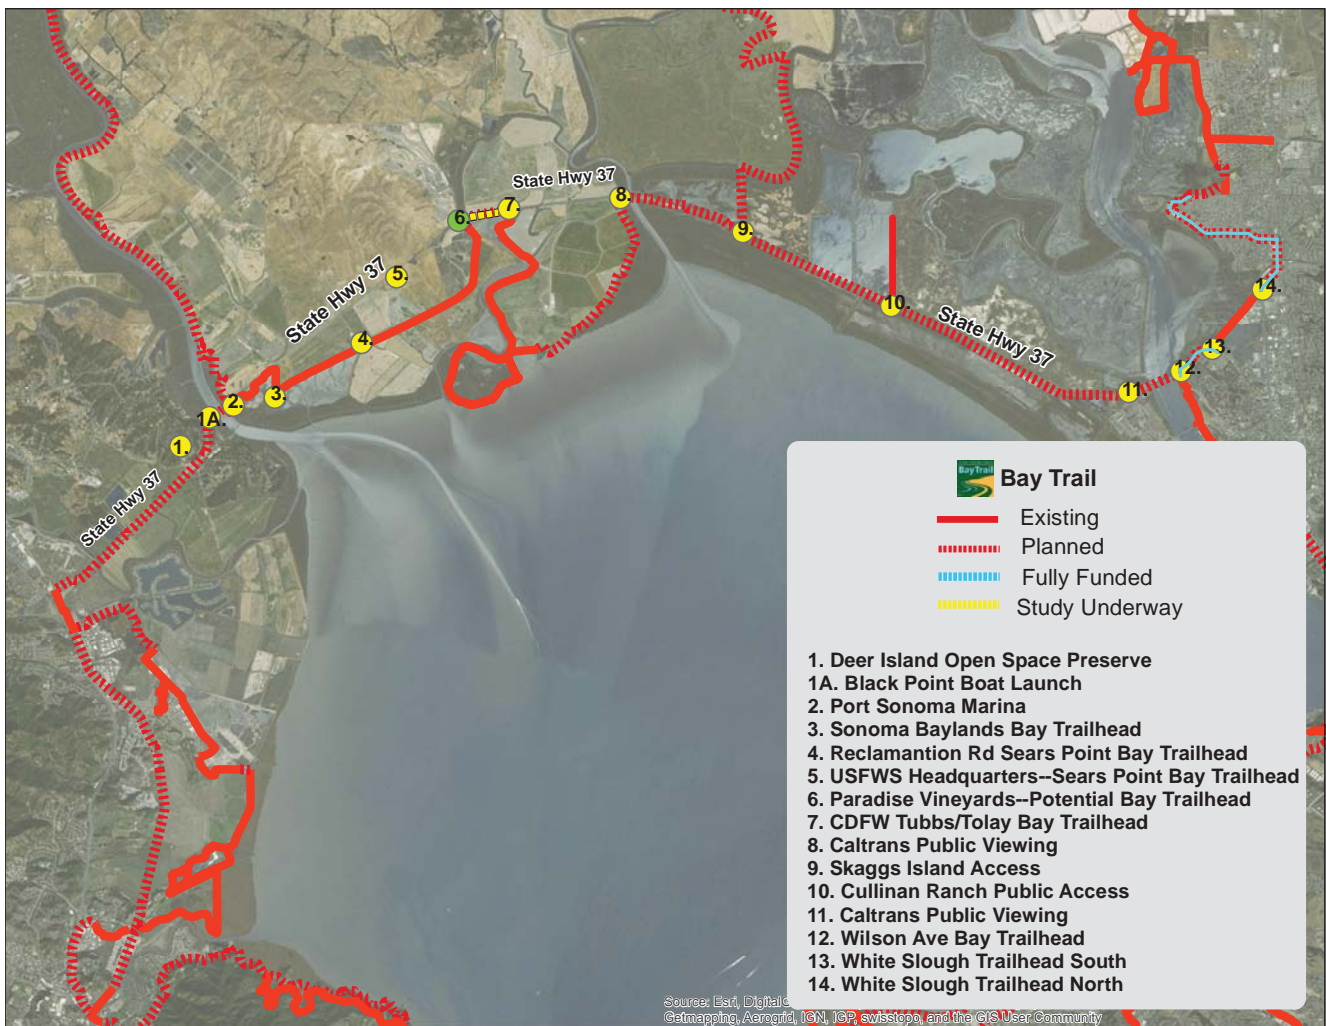 State Hwy 37
8.
7.
6.
9.
5.
State Hwy 37
10.
14.
State Hwy 37
4.
13.
12.
11.
3.
2.
1A.
1.
State Hwy 37
BayTrail
Bay Trail
Existing
Planned
Fully Funded
Study Underway
1. Deer Island Open Space Preserve
1A. Black Point Boat Launch
2. Port Sonoma Marina
3. Sonoma Baylands Bay Trailhead
4. Reclamantion Rd Sears Point Bay Trailhead
5. USFWS Headquarters--Sears Point Bay Trailhead
6. Paradise Vineyards--Potential Bay Trailhead
7. CDFW Tubbs/Tolay Bay Trailhead
8. Caltrans Public Viewing
9. Skaggs Island Access
10. Cullinan Ranch Public Access
11. Caltrans Public Viewing
12. Wilson Ave Bay Trailhead
13. White Slough Trailhead South
14. White Slough Trailhead North
Source: Esri, Digital
Getmapping, Aerogrid, IGN, IGP, swisstopo, and the GIS User Community